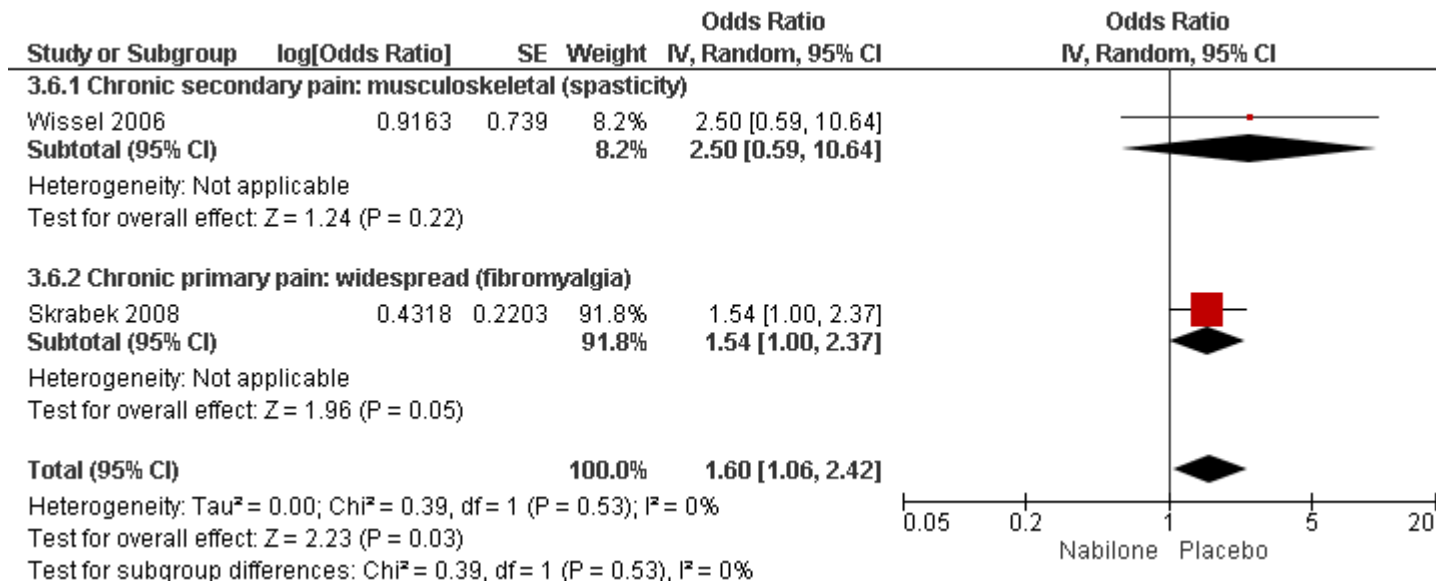 Odds Ratio Odds Ratio
Study or Subgroup log[Odds Ratio] SE Weight IV, Random, 95% CI IV, Random, 95% CI
3.6.1 Chronic secondary pain: musculoskeletal (spasticity)
Wissel 2006 0.9163 0.739 8.2% 2.50 [0.59, 10.64]
Subtotal (95% CI) 8.2% 2.50 [0.59, 10.64]
Heterogeneity: Not applicable
Test for overall effect: Z = 1.24 (P = 0.22)
3.6.2 Chronic primary pain: widespread (fibromyalgia)
Skrabek 2008 0.4318 0.2203 91.8% 1.54 [1.00, 2.37]
Subtotal (95% CI) 91.8% 1.54 [1.00, 2.37]
Heterogeneity: Not applicable
Test for overall effect: Z = 1.96 (P = 0.05)
Total (95% CI) 100.0% 1.60 [1.06, 2.42]
Heterogeneity: Tau² = 0.00; Chi² = 0.39, df = 1 (P = 0.53); I² = 0%
0.05 0.2 1 5 20
Test for overall effect: Z = 2.23 (P = 0.03)
Nabilone Placebo
Test for subgroup differences: Chi² = 0.39, df = 1 (P = 0.53), I² = 0%